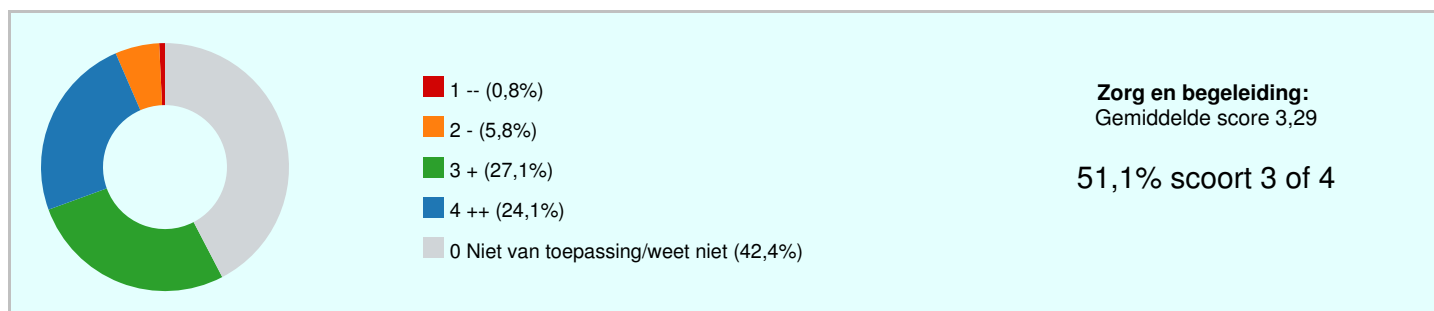 1 -- (0,8%)
2 - (5,8%)
3 + (27,1%)
4 ++ (24,1%)
0 Niet van toepassing/weet niet (42,4%)
Zorg en begeleiding:
Gemiddelde score 3,29
51,1% scoort 3 of 4